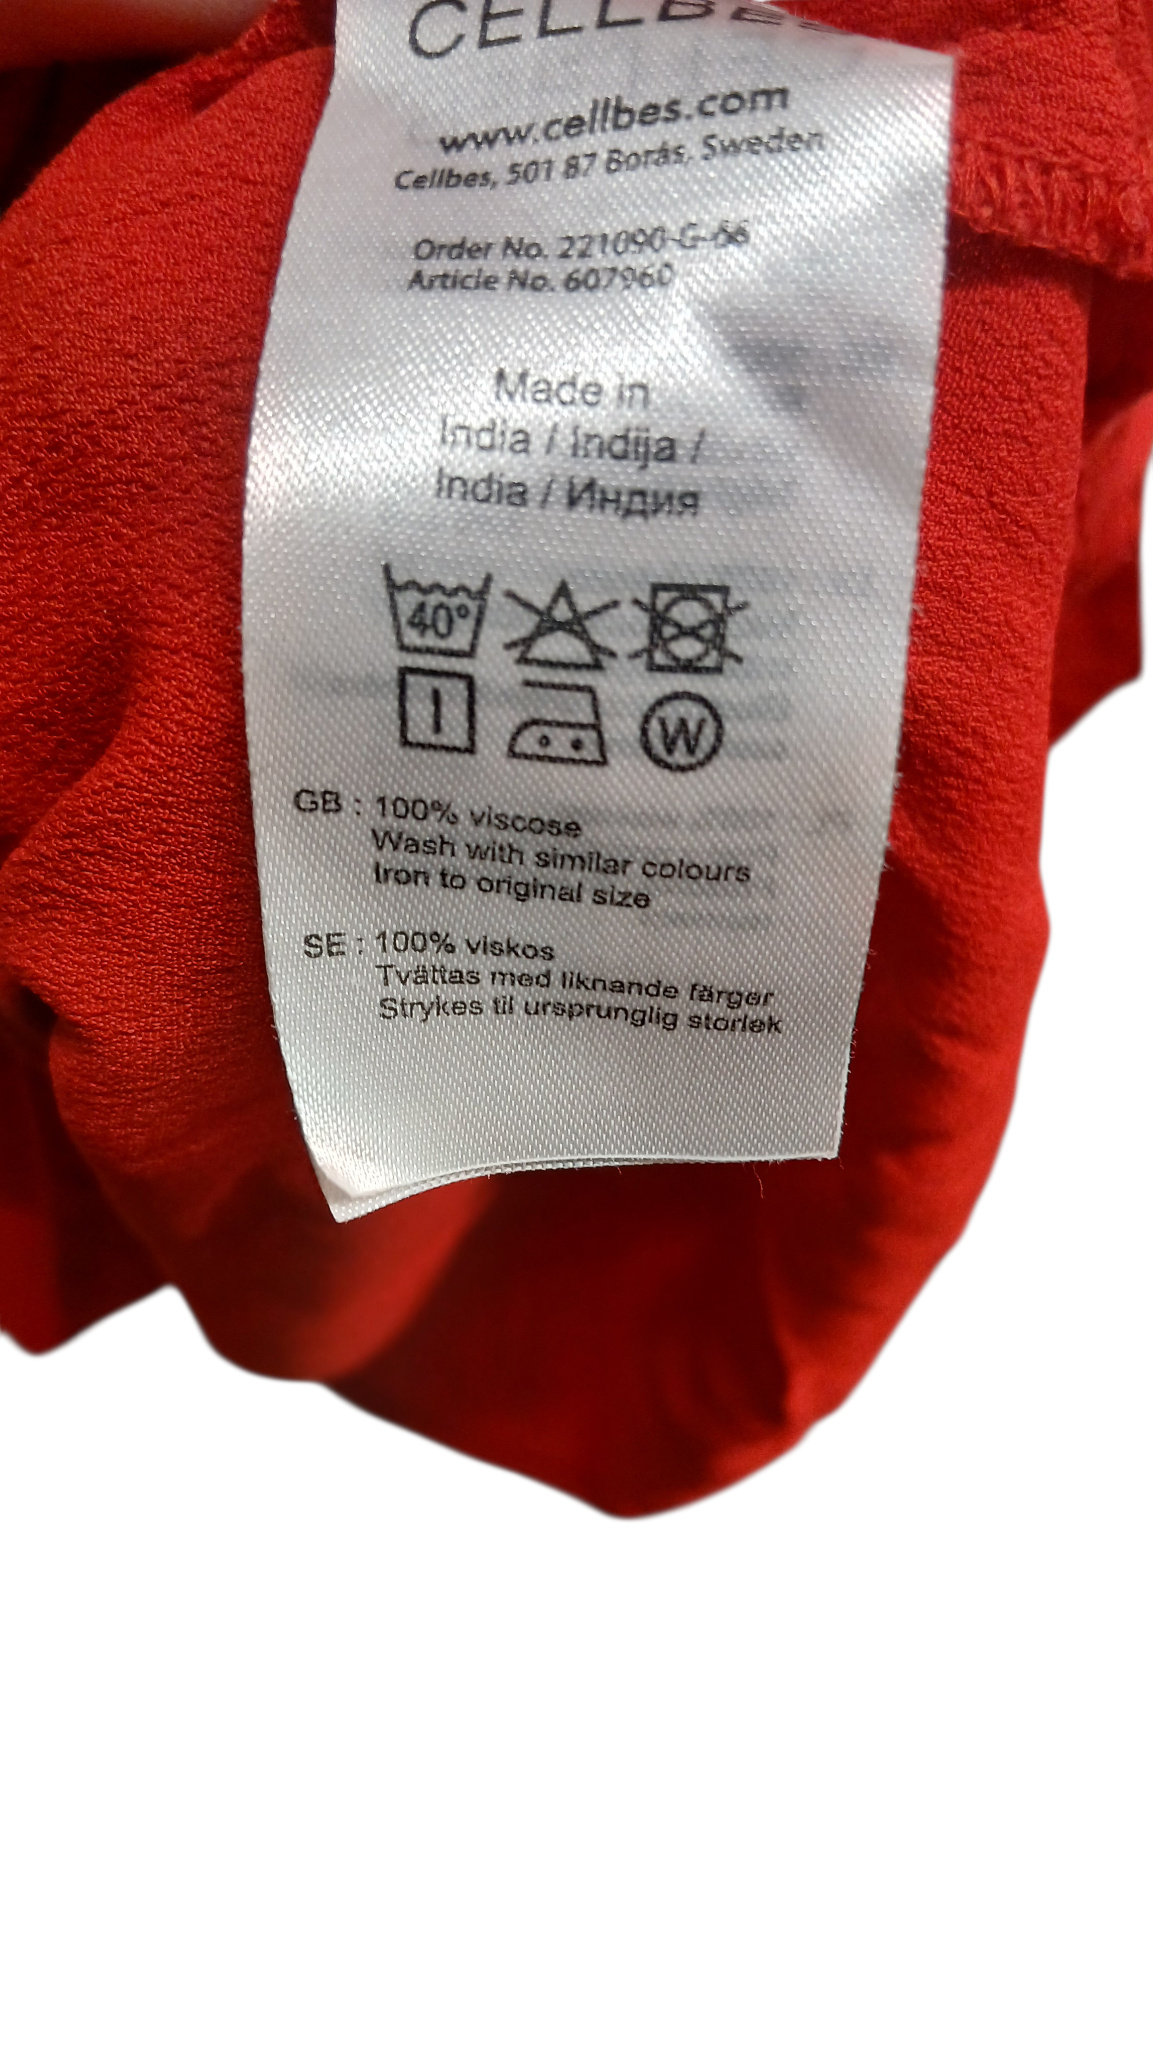 CELLBES
www.cellbes.com
Cellbes, 501 87 Borås, Sweden
Order No. 221090-G-66
Article No. 607960
Made in
India / Indija /
India / Индия
40°
W
GB : 100% viscose
Wash with similar colours
Iron to original size
SE : 100% viskos
Tvättas med liknande färger
Strykes til ursprunglig storlek